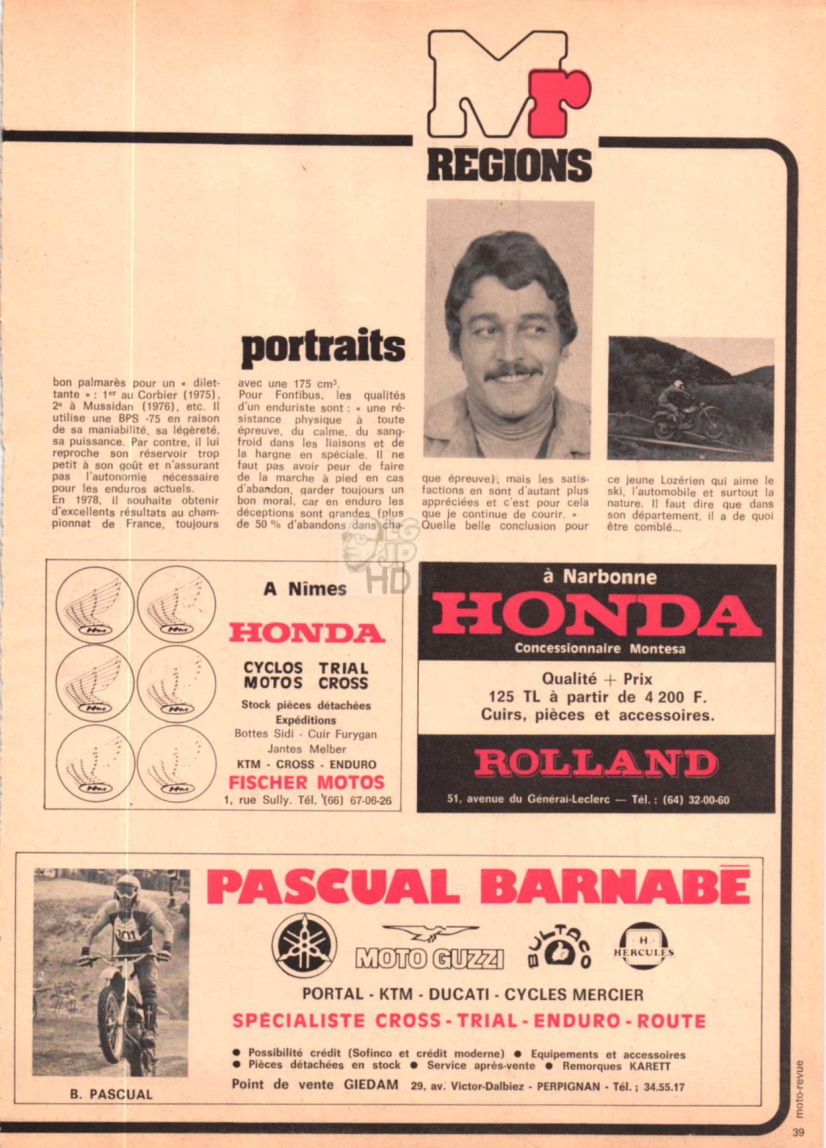 Mr
RÉGIONS
portraits
bon palmarès pour un « dilet-
tante » : 1er au Corbier (1975),
2e à Mussidan (1976), etc. Il
utilise une BPS -75 en raison
de sa maniabilité, sa légèreté,
sa puissance. Par contre, il lui
reproche son réservoir trop
petit à son goût et n'assurant
pas l'autonomie nécessaire
pour les enduros actuels.
En 1978, il souhaite obtenir
d'excellents résultats au cham-
pionnat de France, toujours
avec une 175 cm³.
Pour Fontibus, les qualités
d'un enduriste sont : « une ré-
sistance physique à toute
épreuve, du calme, du sang-
froid dans les liaisons et de
la hargne en spéciale. Il ne
faut pas avoir peur de faire
de la marche à pied en cas
d'abandon, garder toujours un
bon moral, car en enduro les
déceptions sont grandes (plus
de 50 % d'abandons dans cha-
que épreuve), mais les satis-
factions en sont d'autant plus
appréciées et c'est pour cela
que je continue de courir. »
Quelle belle conclusion pour
ce jeune Lozérien qui aime le
ski, l'automobile et surtout la
nature. Il faut dire que dans
son département, il a de quoi
être comblé...
HD
A Nîmes
HONDA
CYCLOS TRIAL
MOTOS CROSS
Stock pièces détachées
Expéditions
Bottes Sidi - Cuir Furygan
Jantes Melber
KTM - CROSS - ENDURO
FISCHER MOTOS
1, rue Sully. Tél. (66) 67-06-26
à Narbonne
HONDA
Concessionnaire Montesa
Qualité + Prix
125 TL à partir de 4 200 F.
Cuirs, pièces et accessoires.
ROLLAND
51, avenue du Général-Leclerc — Tél. : (64) 32-00-60
PASCUAL BARNABÉ
MOTO GUZZI
BULTACO
H
HERCULES
PORTAL - KTM - DUCATI - CYCLES MERCIER
SPÉCIALISTE CROSS - TRIAL - ENDURO - ROUTE
● Possibilité crédit (Sofinco et crédit moderne) ● Equipements et accessoires
● Pièces détachées en stock ● Service après-vente ● Remorques KARETT
Point de vente GIEDAM 29, av. Victor-Dalbiez - PERPIGNAN - Tél. ; 34.55.17
B. PASCUAL
moto-revue
39